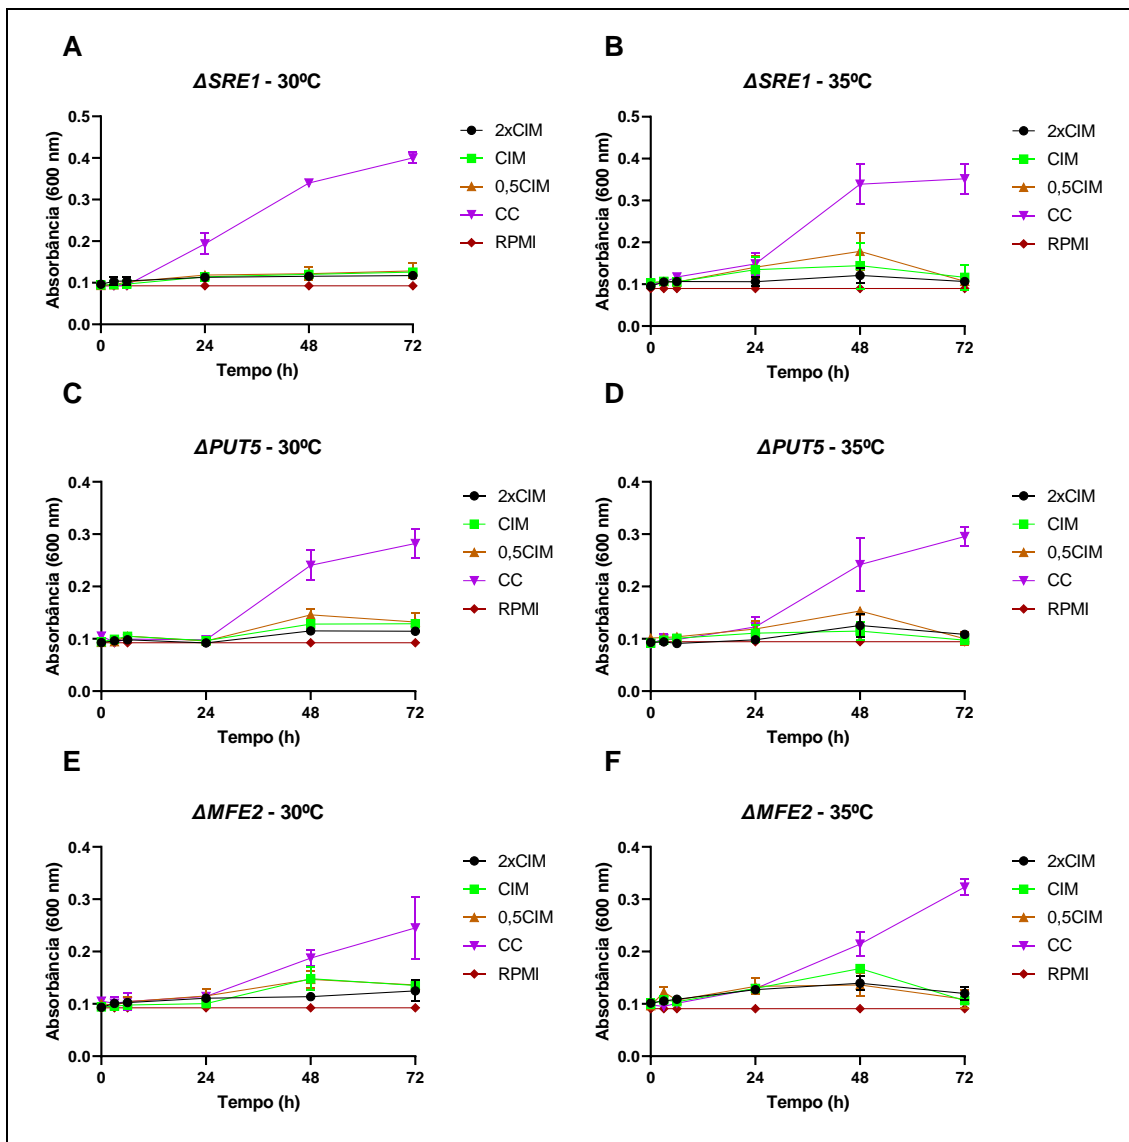 A
ΔSRE1 - 30ºC
Absorbância (600 nm)
0.5
0.4
0.3
0.2
0.1
0.0
0
24
48
72
Tempo (h)
2xCIM
CIM
0,5CIM
CC
RPMI
B
ΔSRE1 - 35ºC
Absorbância (600 nm)
0.5
0.4
0.3
0.2
0.1
0.0
0
24
48
72
Tempo (h)
2xCIM
CIM
0,5CIM
CC
RPMI
C
ΔPUT5 - 30ºC
Absorbância (600 nm)
0.4
0.3
0.2
0.1
0.0
0
24
48
72
Tempo (h)
2xCIM
CIM
0,5CIM
CC
RPMI
D
ΔPUT5 - 35ºC
Absorbância (600 nm)
0.4
0.3
0.2
0.1
0.0
0
24
48
72
Tempo (h)
2xCIM
CIM
0,5CIM
CC
RPMI
E
ΔMFE2 - 30ºC
Absorbância (600 nm)
0.4
0.3
0.2
0.1
0.0
0
24
48
72
Tempo (h)
2xCIM
CIM
0,5CIM
CC
RPMI
F
ΔMFE2 - 35ºC
Absorbância (600 nm)
0.4
0.3
0.2
0.1
0.0
0
24
48
72
Tempo (h)
2xCIM
CIM
0,5CIM
CC
RPMI